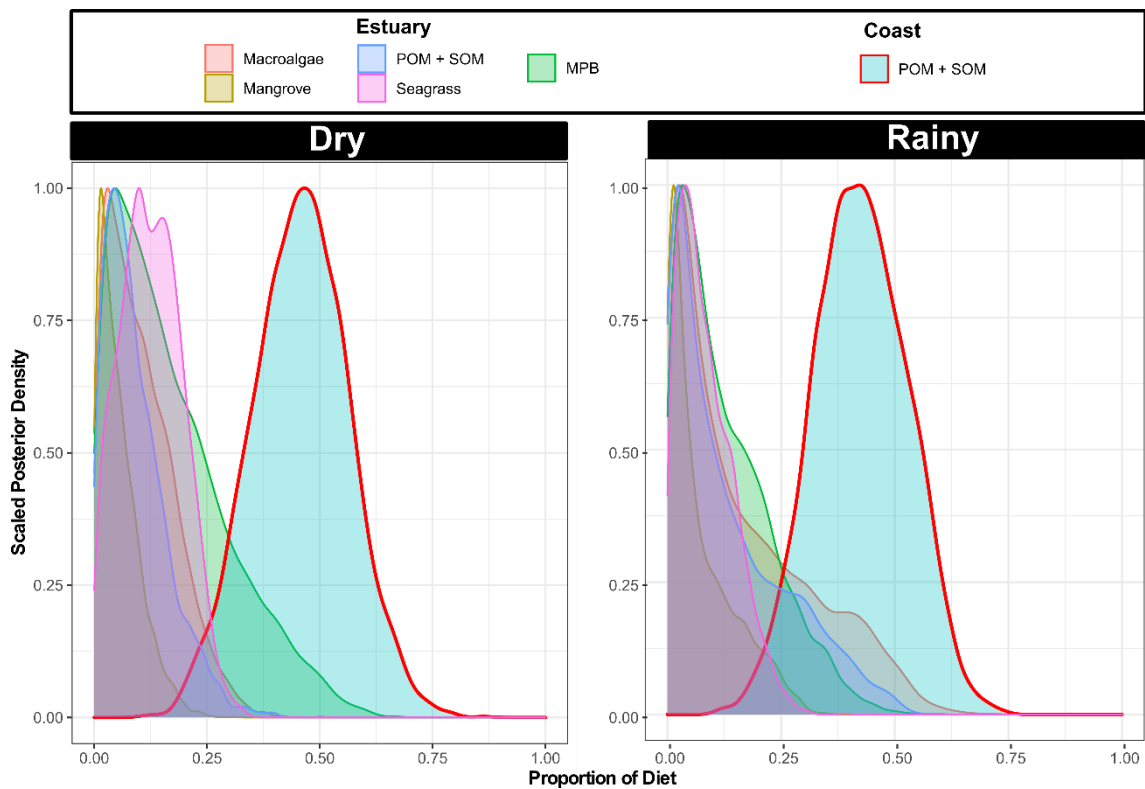 Estuary Coast
Macroalgae POM + SOM MPB POM + SOM
Mangrove Seagrass
Dry Rainy
1.00 1.00
0.75 0.75
0.50 0.50
0.25 0.25
0.00 0.00
Scaled Posterior Density
0.00 0.25 0.50 0.75 1.00 0.00 0.25 0.50 0.75 1.00
Proportion of Diet